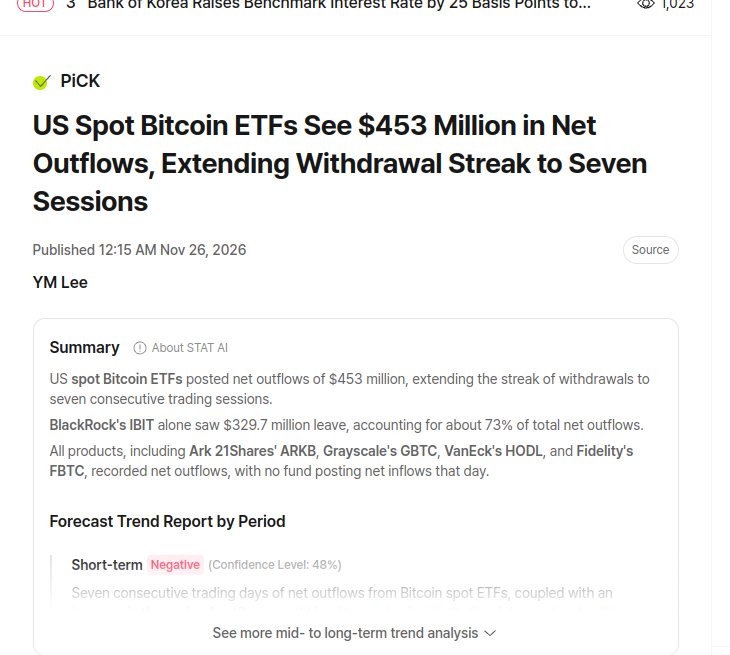 HOT 3 Bank of Korea Raises Benchmark Interest Rate by 25 Basis Points to... 1,023
PiCK
US Spot Bitcoin ETFs See $453 Million in Net
Outflows, Extending Withdrawal Streak to Seven
Sessions
Published 12:15 AM Nov 26, 2026
Source
YM Lee
Summary About STAT AI
US spot Bitcoin ETFs posted net outflows of $453 million, extending the streak of withdrawals to
seven consecutive trading sessions.
BlackRock's IBIT alone saw $329.7 million leave, accounting for about 73% of total net outflows.
All products, including Ark 21Shares' ARKB, Grayscale's GBTC, VanEck's HODL, and Fidelity's
FBTC, recorded net outflows, with no fund posting net inflows that day.
Forecast Trend Report by Period
Short-term Negative (Confidence Level: 48%)
Seven consecutive trading days of net outflows from Bitcoin spot ETFs, coupled with an
See more mid- to long-term trend analysis